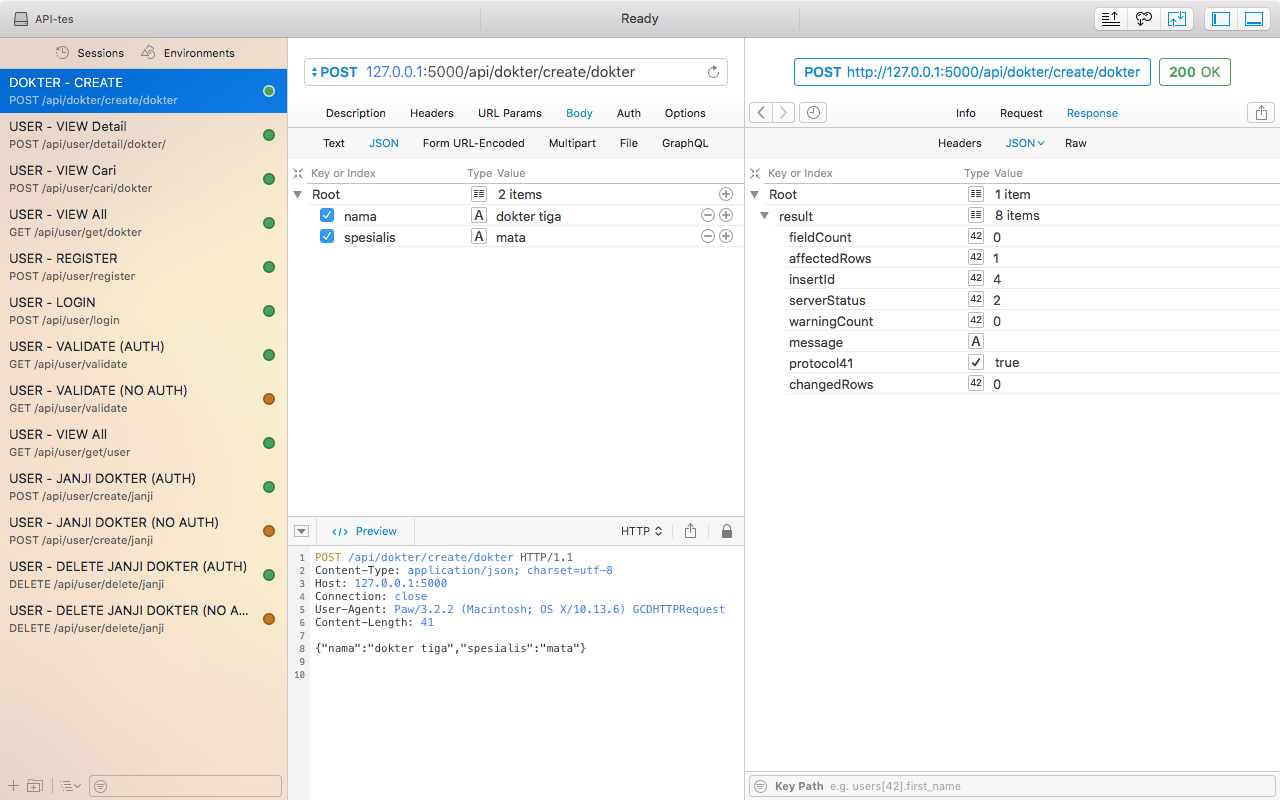 API-tes
Ready
Sessions Environments
DOKTER - CREATE
POST /api/dokter/create/dokter
USER - VIEW Detail
POST /api/user/detail/dokter/
USER - VIEW Cari
POST /api/user/cari/dokter
USER - VIEW All
GET /api/user/get/dokter
USER - REGISTER
POST /api/user/register
USER - LOGIN
POST /api/user/login
USER - VALIDATE (AUTH)
GET /api/user/validate
USER - VALIDATE (NO AUTH)
GET /api/user/validate
USER - VIEW All
GET /api/user/get/user
USER - JANJI DOKTER (AUTH)
POST /api/user/create/janji
USER - JANJI DOKTER (NO AUTH)
POST /api/user/create/janji
USER - DELETE JANJI DOKTER (AUTH)
DELETE /api/user/delete/janji
USER - DELETE JANJI DOKTER (NO A...
DELETE /api/user/delete/janji
POST 127.0.0.1:5000/api/dokter/create/dokter
Description Headers URL Params Body Auth Options
Text JSON Form URL-Encoded Multipart File GraphQL
Key or Index Type Value
Root 2 items
nama A dokter tiga
spesialis A mata
</> Preview HTTP
1 POST /api/dokter/create/dokter HTTP/1.1
2 Content-Type: application/json; charset=utf-8
3 Host: 127.0.0.1:5000
4 Connection: close
5 User-Agent: Paw/3.2.2 (Macintosh; OS X/10.13.6) GCDHTTPRequest
6 Content-Length: 41
7
8 {"nama":"dokter tiga","spesialis":"mata"}
9
10
POST http://127.0.0.1:5000/api/dokter/create/dokter 200 OK
Info Request Response
Headers JSON Raw
Key or Index Type Value
Root 1 item
result 8 items
fieldCount 42 0
affectedRows 42 1
insertId 42 4
serverStatus 42 2
warningCount 42 0
message A
protocol41 true
changedRows 42 0
Key Path e.g. users[42].first_name